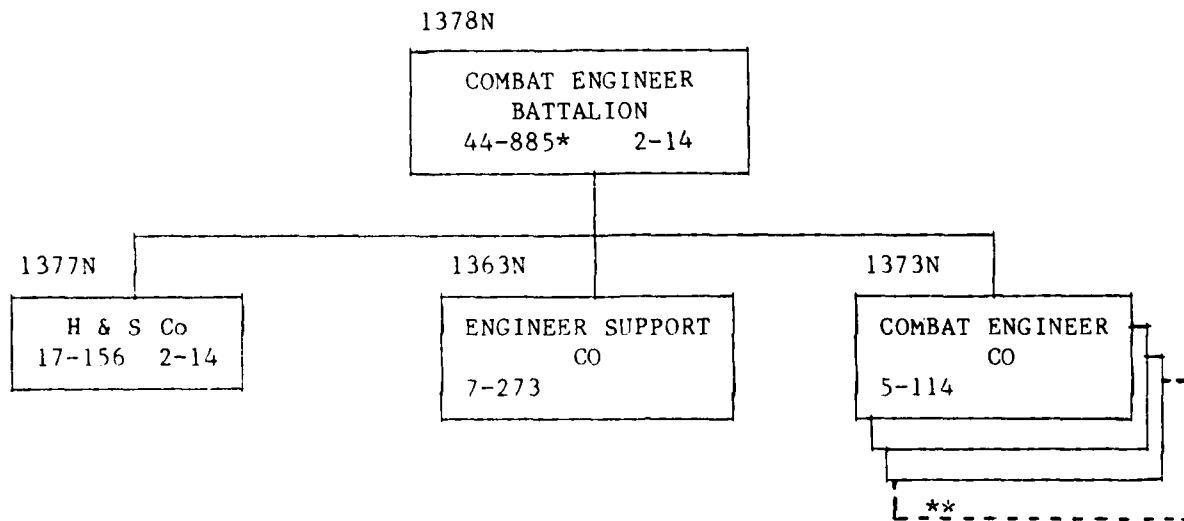 1378N
COMBAT ENGINEER
BATTALION
44-885* 2-14
1377N
H & S Co
17-156 2-14
1363N
ENGINEER SUPPORT
CO
7-273
1373N
COMBAT ENGINEER
CO
5-114
**